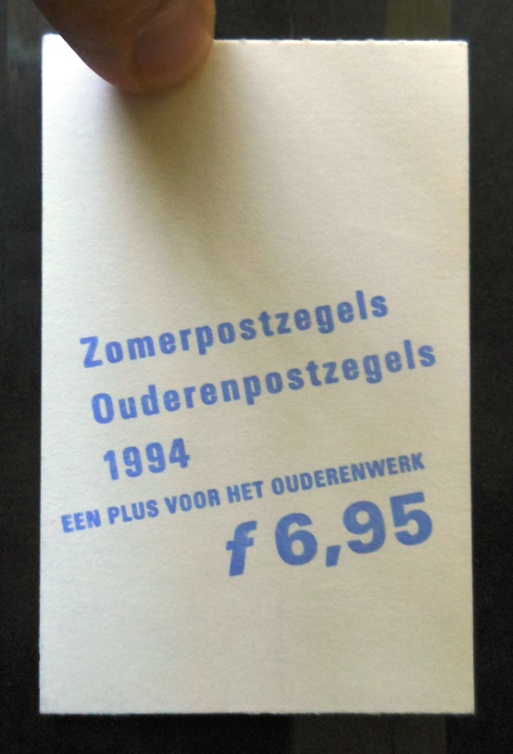 Zomerpostzegels
Ouderenpostzegels
1994
EEN PLUS VOOR HET OUDERENWERK
f 6,95